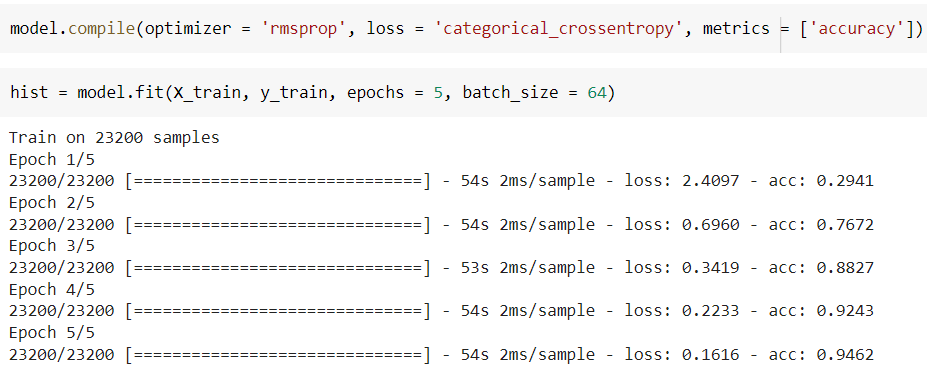 model.compile(optimizer = 'rmsprop', loss = 'categorical_crossentropy', metrics = ['accuracy'])
hist = model.fit(X_train, y_train, epochs = 5, batch_size = 64)
Train on 23200 samples
Epoch 1/5
23200/23200 [==============================] - 54s 2ms/sample - loss: 2.4097 - acc: 0.2941
Epoch 2/5
23200/23200 [==============================] - 54s 2ms/sample - loss: 0.6960 - acc: 0.7672
Epoch 3/5
23200/23200 [==============================] - 53s 2ms/sample - loss: 0.3419 - acc: 0.8827
Epoch 4/5
23200/23200 [==============================] - 54s 2ms/sample - loss: 0.2233 - acc: 0.9243
Epoch 5/5
23200/23200 [==============================] - 54s 2ms/sample - loss: 0.1616 - acc: 0.9462